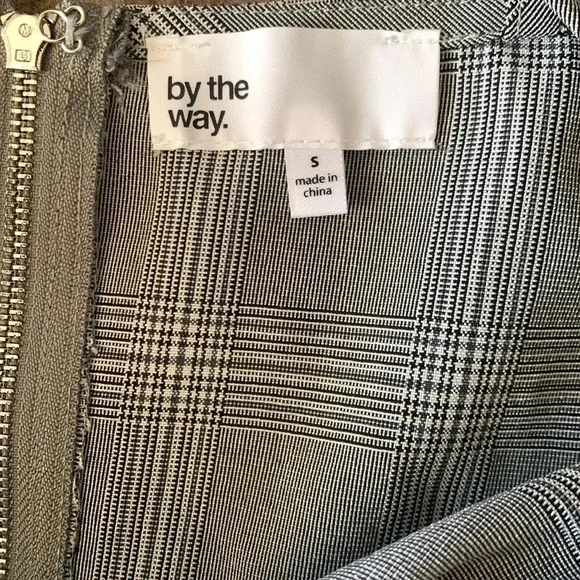 by the
way.
S
made in
china